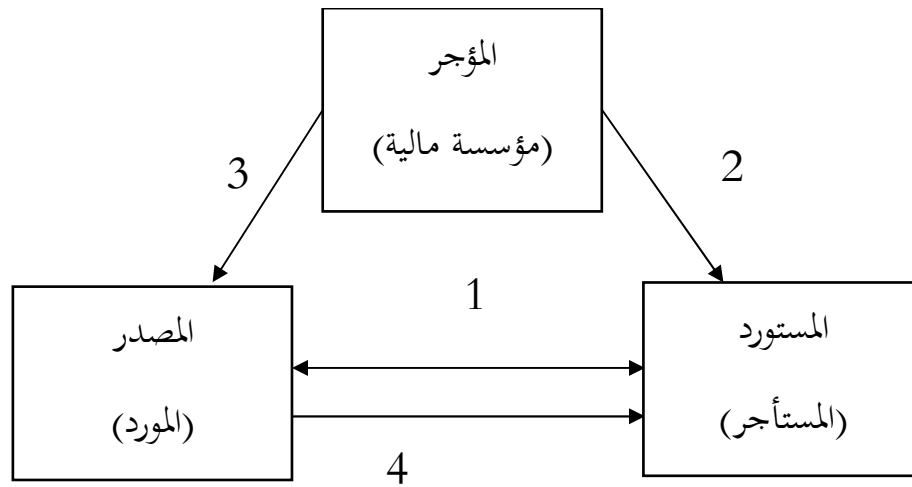 المؤجر
(مؤسسة مالية)
3
2
1
المستورد
(المستأجر)
المصدر
(المورد)
4